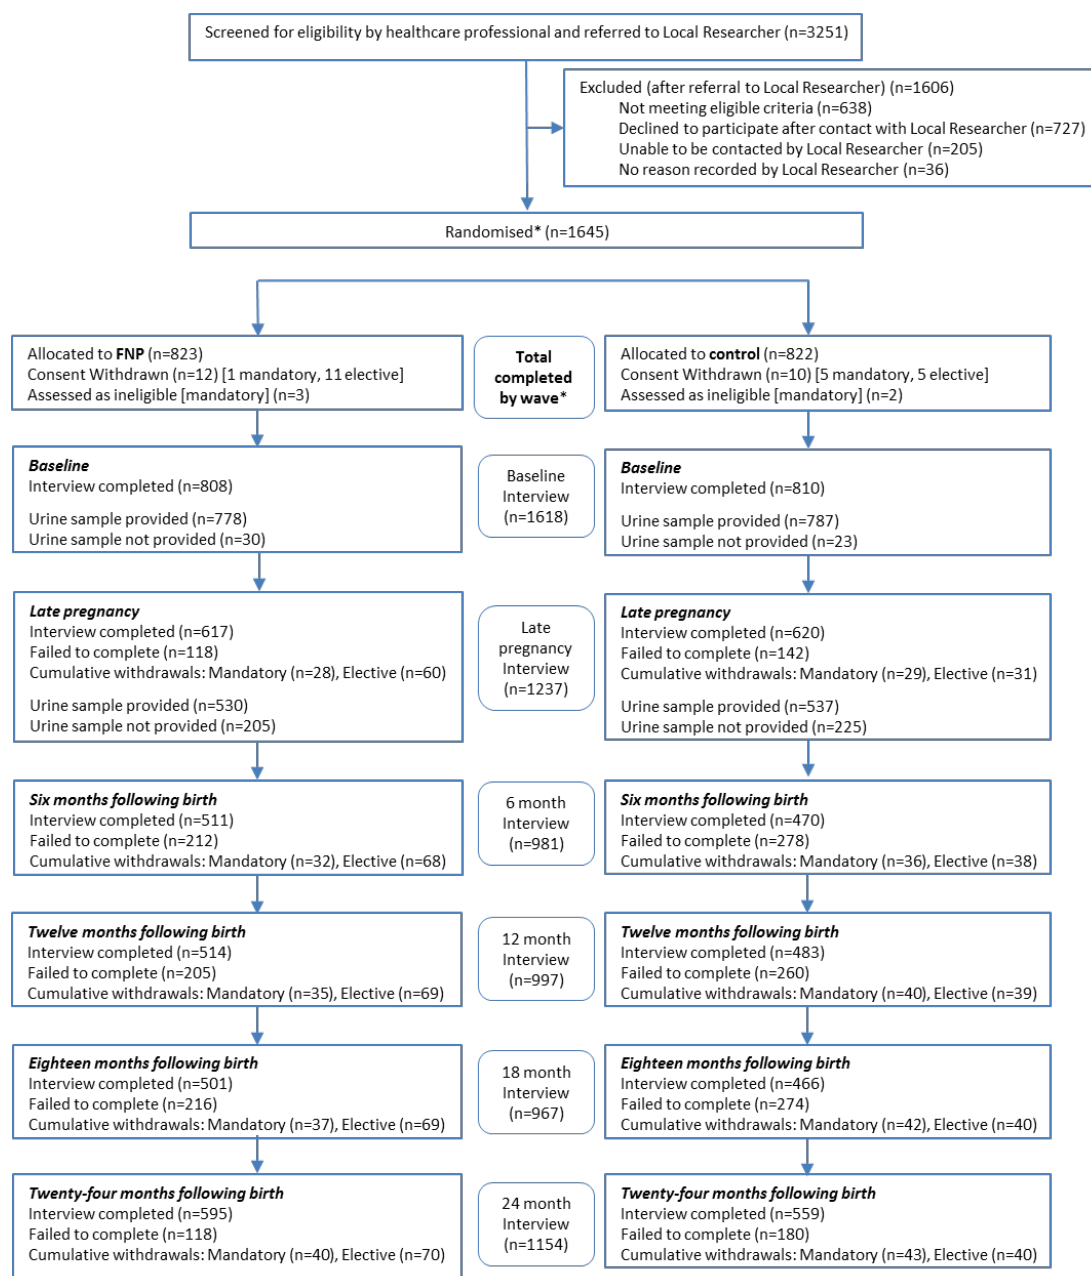 Screened for eligibility by healthcare professional and referred to Local Researcher (n=3251)
Excluded (after referral to Local Researcher) (n=1606)
Not meeting eligible criteria (n=638)
Declined to participate after contact with Local Researcher (n=727)
Unable to be contacted by Local Researcher (n=205)
No reason recorded by Local Researcher (n=36)
Randomised* (n=1645)
Allocated to FNP (n=823)
Consent Withdrawn (n=12) [1 mandatory, 11 elective]
Assessed as ineligible [mandatory] (n=3)
Total
completed
by wave*
Allocated to control (n=822)
Consent Withdrawn (n=10) [5 mandatory, 5 elective]
Assessed as ineligible [mandatory] (n=2)
Baseline
Interview completed (n=808)
Urine sample provided (n=778)
Urine sample not provided (n=30)
Baseline
Interview
(n=1618)
Baseline
Interview completed (n=810)
Urine sample provided (n=787)
Urine sample not provided (n=23)
Late pregnancy
Interview completed (n=617)
Failed to complete (n=118)
Cumulative withdrawals: Mandatory (n=28), Elective (n=60)
Urine sample provided (n=530)
Urine sample not provided (n=205)
Late
pregnancy
Interview
(n=1237)
Late pregnancy
Interview completed (n=620)
Failed to complete (n=142)
Cumulative withdrawals: Mandatory (n=29), Elective (n=31)
Urine sample provided (n=537)
Urine sample not provided (n=225)
Six months following birth
Interview completed (n=511)
Failed to complete (n=212)
Cumulative withdrawals: Mandatory (n=32), Elective (n=68)
6 month
Interview
(n=981)
Six months following birth
Interview completed (n=470)
Failed to complete (n=278)
Cumulative withdrawals: Mandatory (n=36), Elective (n=38)
Twelve months following birth
Interview completed (n=514)
Failed to complete (n=205)
Cumulative withdrawals: Mandatory (n=35), Elective (n=69)
12 month
Interview
(n=997)
Twelve months following birth
Interview completed (n=483)
Failed to complete (n=260)
Cumulative withdrawals: Mandatory (n=40), Elective (n=39)
Eighteen months following birth
Interview completed (n=501)
Failed to complete (n=216)
Cumulative withdrawals: Mandatory (n=37), Elective (n=69)
18 month
Interview
(n=967)
Eighteen months following birth
Interview completed (n=466)
Failed to complete (n=274)
Cumulative withdrawals: Mandatory (n=42), Elective (n=40)
Twenty-four months following birth
Interview completed (n=595)
Failed to complete (n=118)
Cumulative withdrawals: Mandatory (n=40), Elective (n=70)
24 month
Interview
(n=1154)
Twenty-four months following birth
Interview completed (n=559)
Failed to complete (n=180)
Cumulative withdrawals: Mandatory (n=43), Elective (n=40)